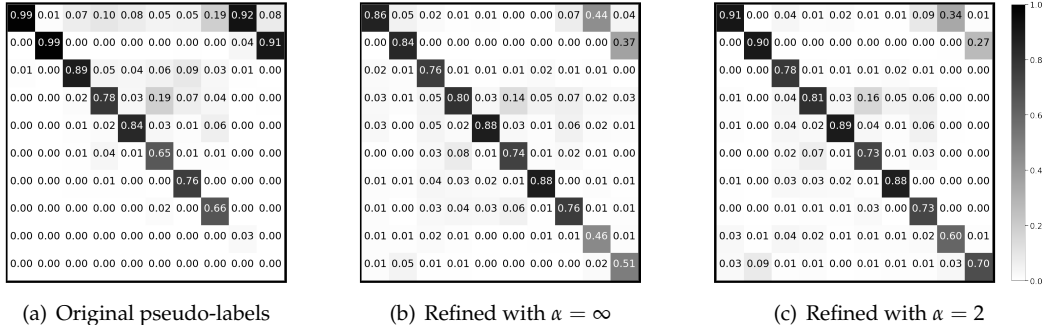 0.99 0.01 0.07 0.10 0.08 0.05 0.05 0.19 0.92 0.08
0.00 0.99 0.00 0.00 0.00 0.00 0.00 0.00 0.04 0.91
0.01 0.00 0.89 0.05 0.04 0.06 0.09 0.03 0.00 0.00
0.00 0.00 0.02 0.78 0.03 0.19 0.07 0.04 0.00 0.00
0.00 0.00 0.01 0.02 0.84 0.03 0.01 0.06 0.00 0.00
0.00 0.00 0.01 0.04 0.01 0.65 0.01 0.01 0.00 0.00
0.00 0.00 0.00 0.00 0.00 0.00 0.76 0.00 0.00 0.00
0.00 0.00 0.00 0.00 0.00 0.02 0.00 0.66 0.00 0.00
0.00 0.00 0.00 0.00 0.00 0.00 0.00 0.00 0.03 0.00
0.00 0.00 0.00 0.00 0.00 0.00 0.00 0.00 0.00 0.00
(a) Original pseudo-labels
0.86 0.05 0.02 0.01 0.00 0.00 0.00 0.07 0.44 0.04
0.00 0.84 0.00 0.00 0.00 0.00 0.00 0.00 0.00 0.37
0.02 0.01 0.76 0.01 0.01 0.01 0.02 0.00 0.01 0.00
0.03 0.01 0.05 0.80 0.03 0.14 0.05 0.07 0.02 0.03
0.03 0.00 0.05 0.02 0.88 0.03 0.01 0.06 0.02 0.01
0.01 0.00 0.03 0.08 0.01 0.74 0.01 0.02 0.01 0.00
0.01 0.01 0.04 0.03 0.02 0.01 0.88 0.00 0.01 0.01
0.01 0.00 0.03 0.04 0.03 0.06 0.01 0.76 0.01 0.01
0.01 0.00 0.01 0.00 0.00 0.00 0.01 0.01 0.46 0.01
0.01 0.05 0.01 0.01 0.00 0.00 0.00 0.00 0.02 0.51
(b) Refined with α = ∞
0.91 0.00 0.04 0.01 0.02 0.01 0.01 0.09 0.34 0.01
0.00 0.90 0.00 0.00 0.00 0.00 0.00 0.00 0.00 0.27
0.01 0.00 0.78 0.01 0.01 0.00 0.01 0.00 0.00 0.00
0.01 0.00 0.04 0.81 0.03 0.16 0.05 0.06 0.01 0.00
0.01 0.00 0.04 0.02 0.89 0.04 0.01 0.06 0.00 0.00
0.01 0.00 0.02 0.07 0.01 0.73 0.01 0.03 0.00 0.00
0.01 0.00 0.03 0.03 0.02 0.01 0.88 0.00 0.00 0.00
0.00 0.00 0.01 0.01 0.01 0.03 0.00 0.73 0.00 0.00
0.03 0.01 0.04 0.02 0.01 0.01 0.02 0.03 0.60 0.01
0.03 0.09 0.01 0.01 0.00 0.01 0.01 0.00 0.03 0.70
(c) Refined with α = 2
1.0
0.8
0.6
0.4
0.2
0.0